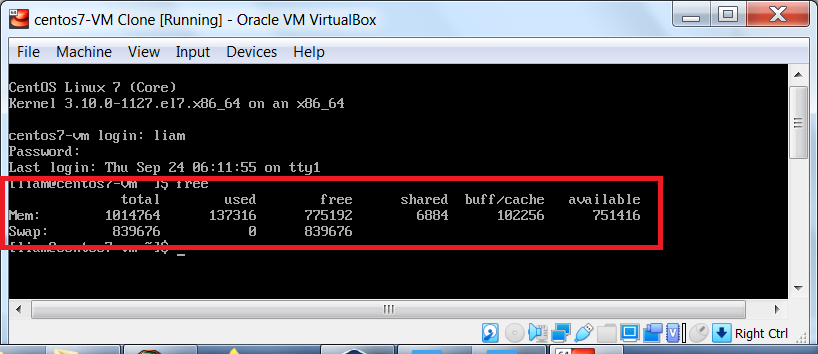 centos7-VM Clone [Running] - Oracle VM VirtualBox
File Machine View Input Devices Help
CentOS Linux 7 (Core)
Kernel 3.10.0-1127.el7.x86_64 on an x86_64
centos7-vm login: liam
Password:
Last login: Thu Sep 24 06:11:55 on tty1
[liam@centos7-vm ~]$ free
total used free shared buff/cache available
Mem: 1014764 137316 775192 6884 102256 751416
Swap: 839676 0 839676
[liam@centos7-vm ~]$ _
Right Ctrl